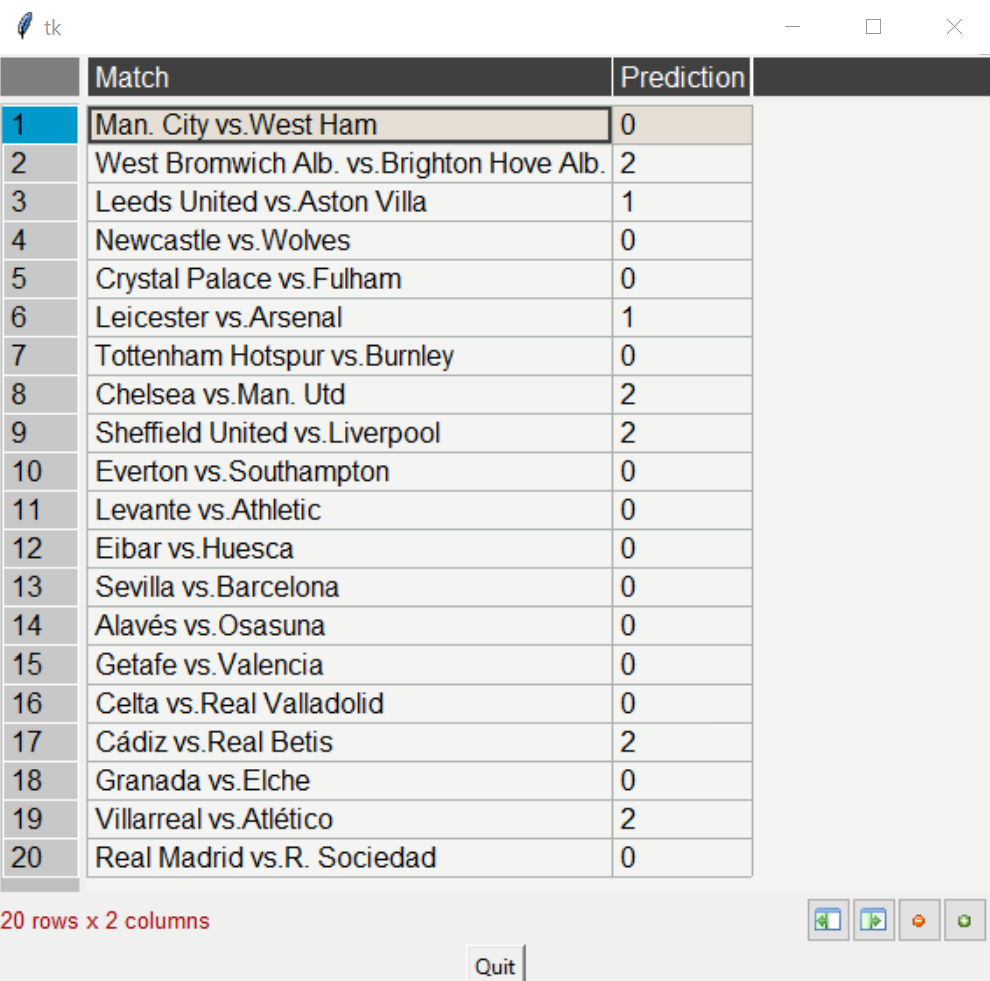 tk
Match Prediction
1 Man. City vs.West Ham 0
2 West Bromwich Alb. vs.Brighton Hove Alb. 2
3 Leeds United vs.Aston Villa 1
4 Newcastle vs.Wolves 0
5 Crystal Palace vs.Fulham 0
6 Leicester vs.Arsenal 1
7 Tottenham Hotspur vs.Burnley 0
8 Chelsea vs.Man. Utd 2
9 Sheffield United vs.Liverpool 2
10 Everton vs.Southampton 0
11 Levante vs.Athletic 0
12 Eibar vs.Huesca 0
13 Sevilla vs.Barcelona 0
14 Alavés vs.Osasuna 0
15 Getafe vs.Valencia 0
16 Celta vs.Real Valladolid 0
17 Cádiz vs.Real Betis 2
18 Granada vs.Elche 0
19 Villarreal vs.Atlético 2
20 Real Madrid vs.R. Sociedad 0
20 rows x 2 columns
Quit